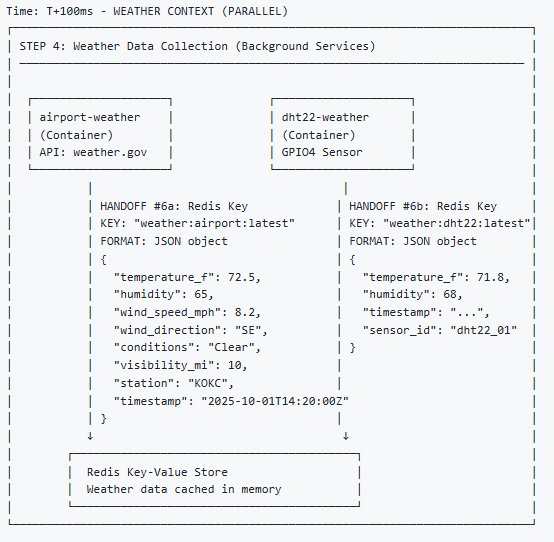 Time: T+100ms - WEATHER CONTEXT (PARALLEL)
STEP 4: Weather Data Collection (Background Services)
airport-weather
(Container)
API: weather.gov
dht22-weather
(Container)
GPIO4 Sensor
HANDOFF #6a: Redis Key
KEY: "weather:airport:latest"
FORMAT: JSON object
{
"temperature_f": 72.5,
"humidity": 65,
"wind_speed_mph": 8.2,
"wind_direction": "SE",
"conditions": "Clear",
"visibility_mi": 10,
"station": "KOKC",
"timestamp": "2025-10-01T14:20:00Z"
}
HANDOFF #6b: Redis Key
KEY: "weather:dht22:latest"
FORMAT: JSON object
{
"temperature_f": 71.8,
"humidity": 68,
"timestamp": "...",
"sensor_id": "dht22_01"
}
Redis Key-Value Store
Weather data cached in memory